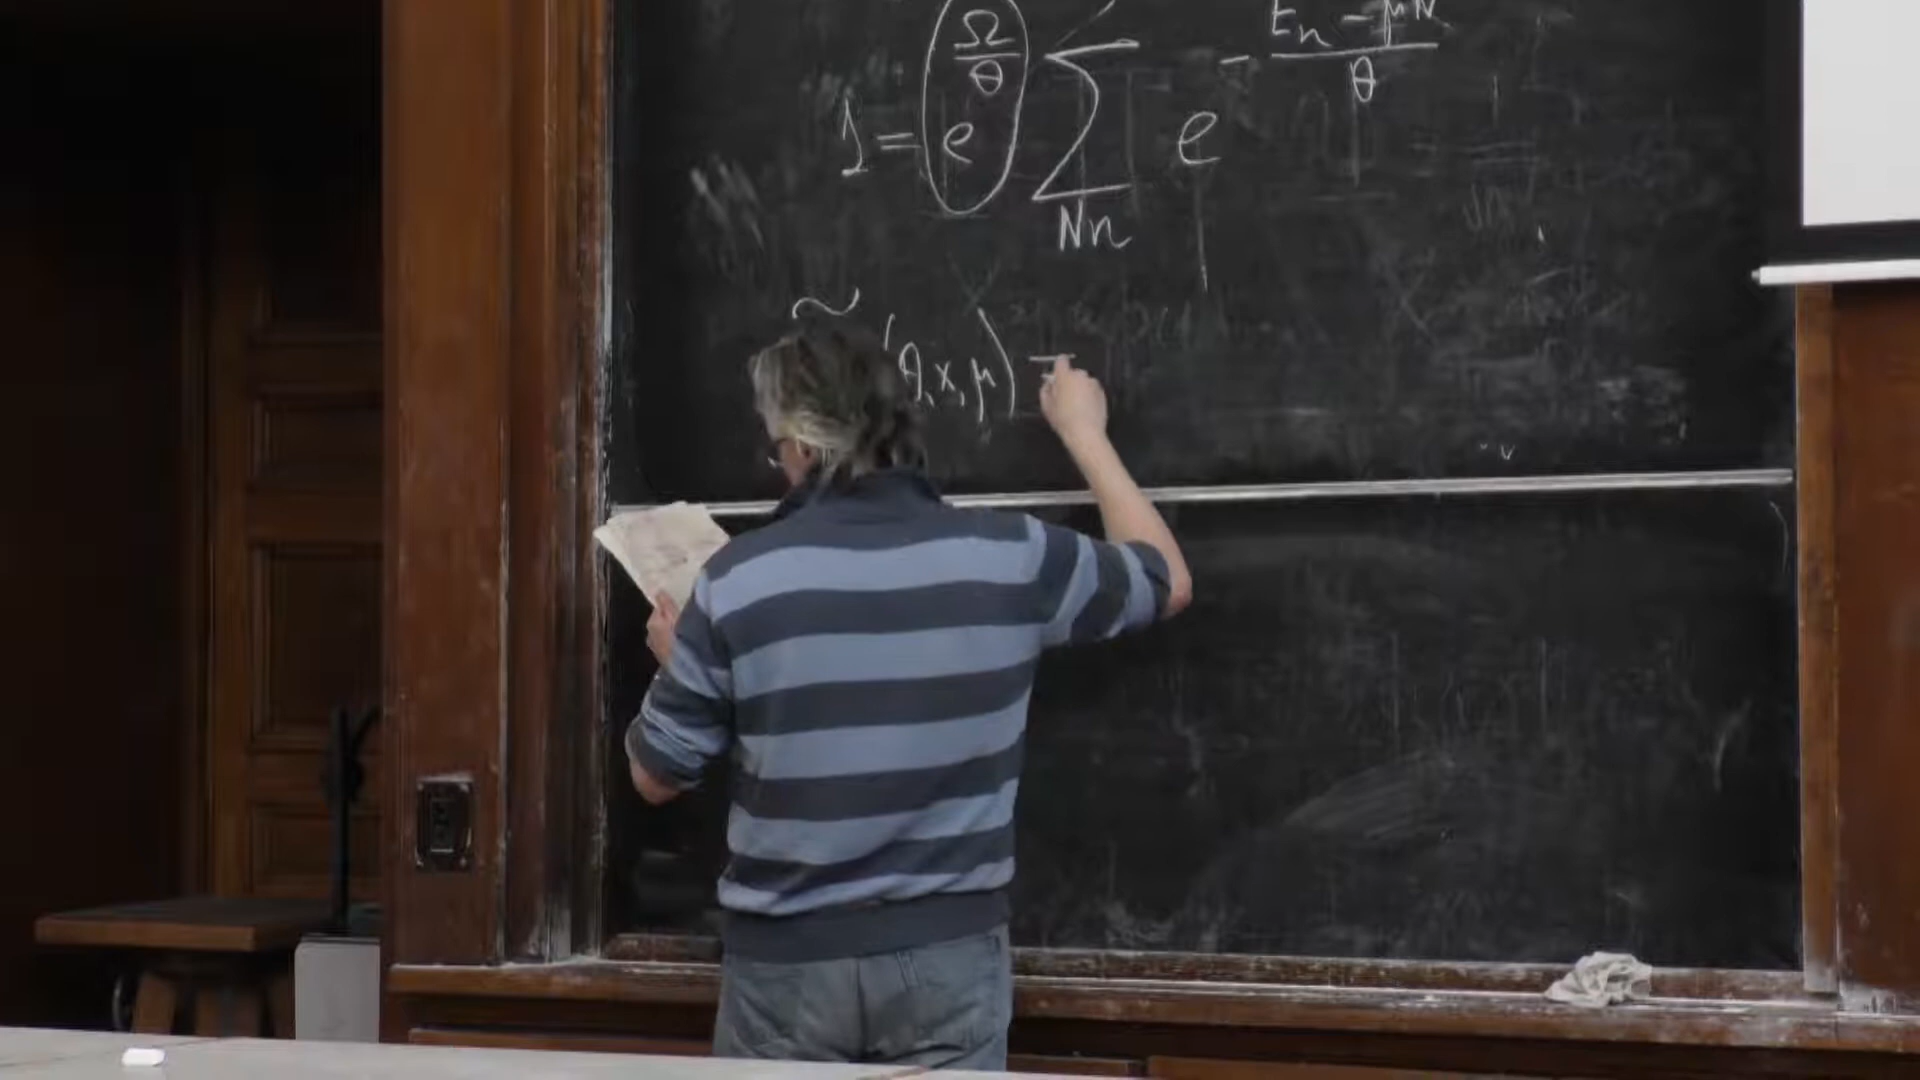 1 = e^{Ω/θ} ∑_{Nn} e^{-(E_n - μN)/θ}
~ (θ, x, μ) =